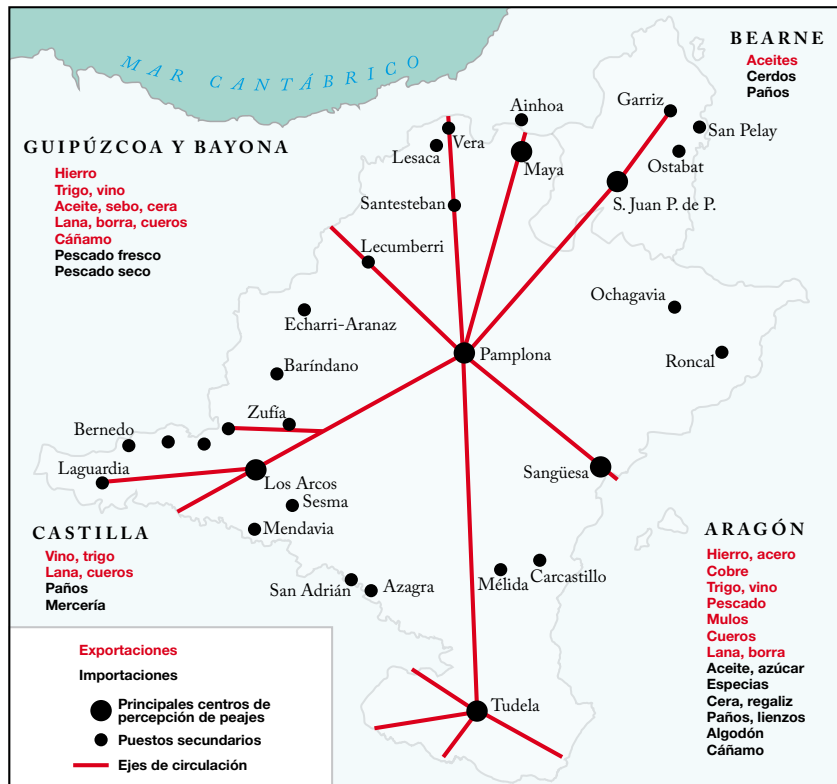 MAR CANTÁBRICO
BEARNE
Aceites
Cerdos
Paños
GUIPÚZCOA Y BAYONA
Hierro
Trigo, vino
Aceite, sebo, cera
Lana, borra, cueros
Cáñamo
Pescado fresco
Pescado seco
Ainhoa
Garriz
Vera
San Pelay
Lesaca
Maya
Ostabat
Santesteban
S. Juan P. de P.
Lecumberri
Ochagavia
Echarri-Aranaz
Pamplona
Roncal
Baríndano
Zufía
Bernedo
Laguardia
Los Arcos
Sangüesa
Sesma
Mendavia
CASTILLA
Vino, trigo
Lana, cueros
Paños
Mercería
San Adrián
Azagra
Mélida
Carcastillo
ARAGÓN
Hierro, acero
Cobre
Trigo, vino
Pescado
Mulos
Cueros
Lana, borra
Aceite, azúcar
Especias
Cera, regaliz
Paños, lienzos
Algodón
Cáñamo
Tudela
Exportaciones
Importaciones
Principales centros de
percepción de peajes
Puestos secundarios
Ejes de circulación